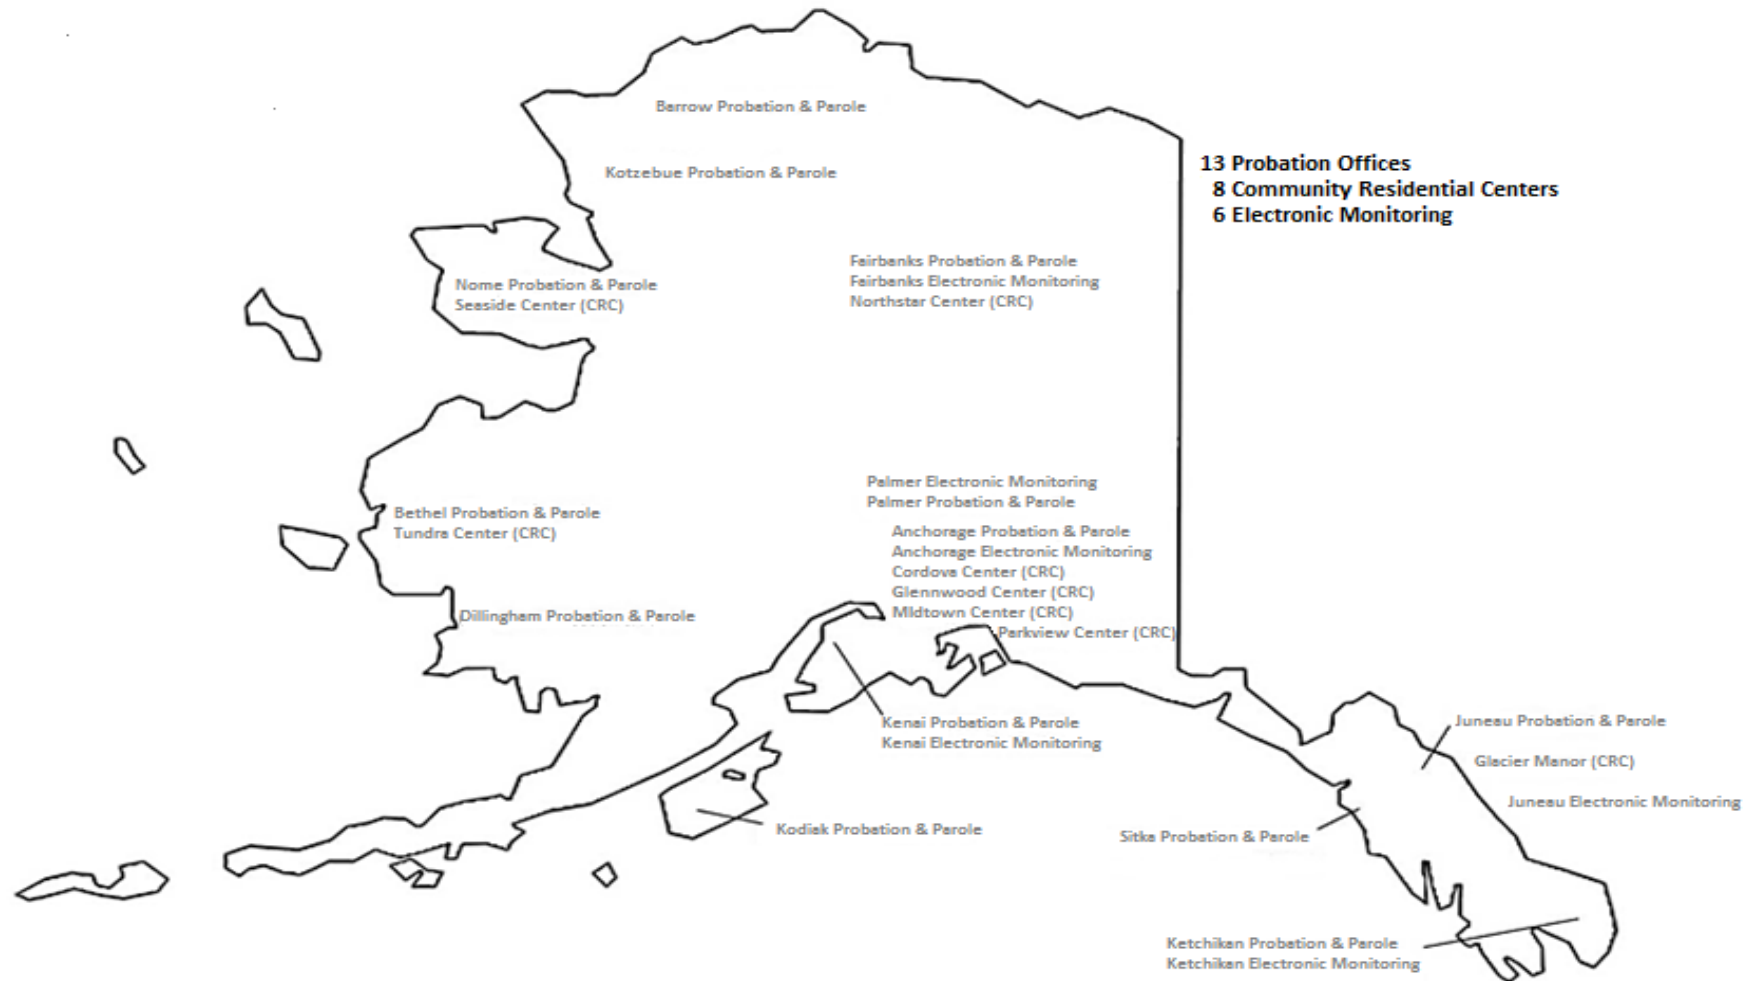 Barrow Probation & Parole
Kotzebue Probation & Parole
13 Probation Offices
8 Community Residential Centers
6 Electronic Monitoring
Nome Probation & Parole
Seaside Center (CRC)
Fairbanks Probation & Parole
Fairbanks Electronic Monitoring
Northstar Center (CRC)
Palmer Electronic Monitoring
Palmer Probation & Parole
Bethel Probation & Parole
Tundra Center (CRC)
Anchorage Probation & Parole
Anchorage Electronic Monitoring
Cordova Center (CRC)
Glennwood Center (CRC)
MIdtown Center (CRC)
Parkview Center (CRC)
Dillingham Probation & Parole
Kenai Probation & Parole
Kenai Electronic Monitoring
Juneau Probation & Parole
Glacier Manor (CRC)
Juneau Electronic Monitoring
Kodiak Probation & Parole
Sitka Probation & Parole
Ketchikan Probation & Parole
Ketchikan Electronic Monitoring